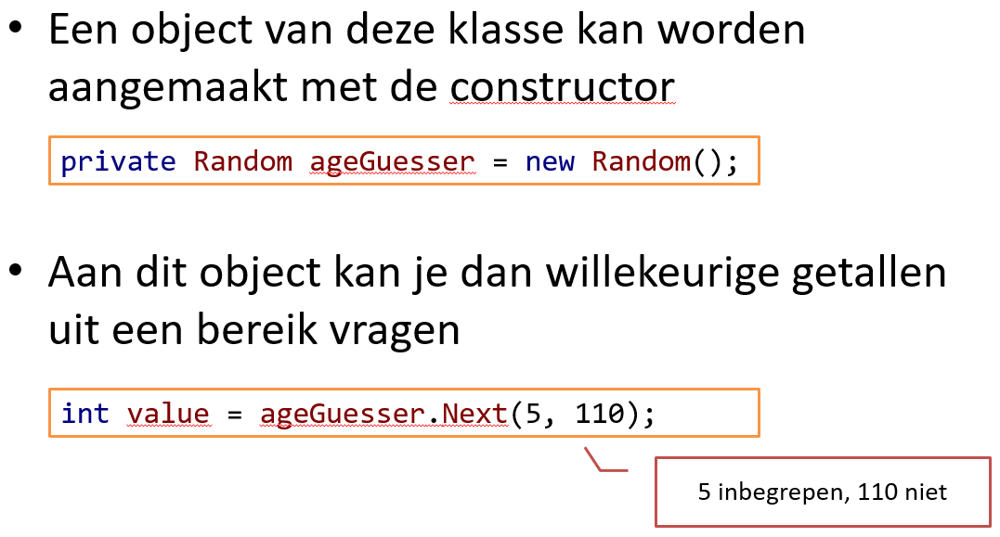 • Een object van deze klasse kan worden
aangemaakt met de constructor
private Random ageGuesser = new Random();
• Aan dit object kan je dan willekeurige getallen
uit een bereik vragen
int value = ageGuesser.Next(5, 110);
5 inbegrepen, 110 niet